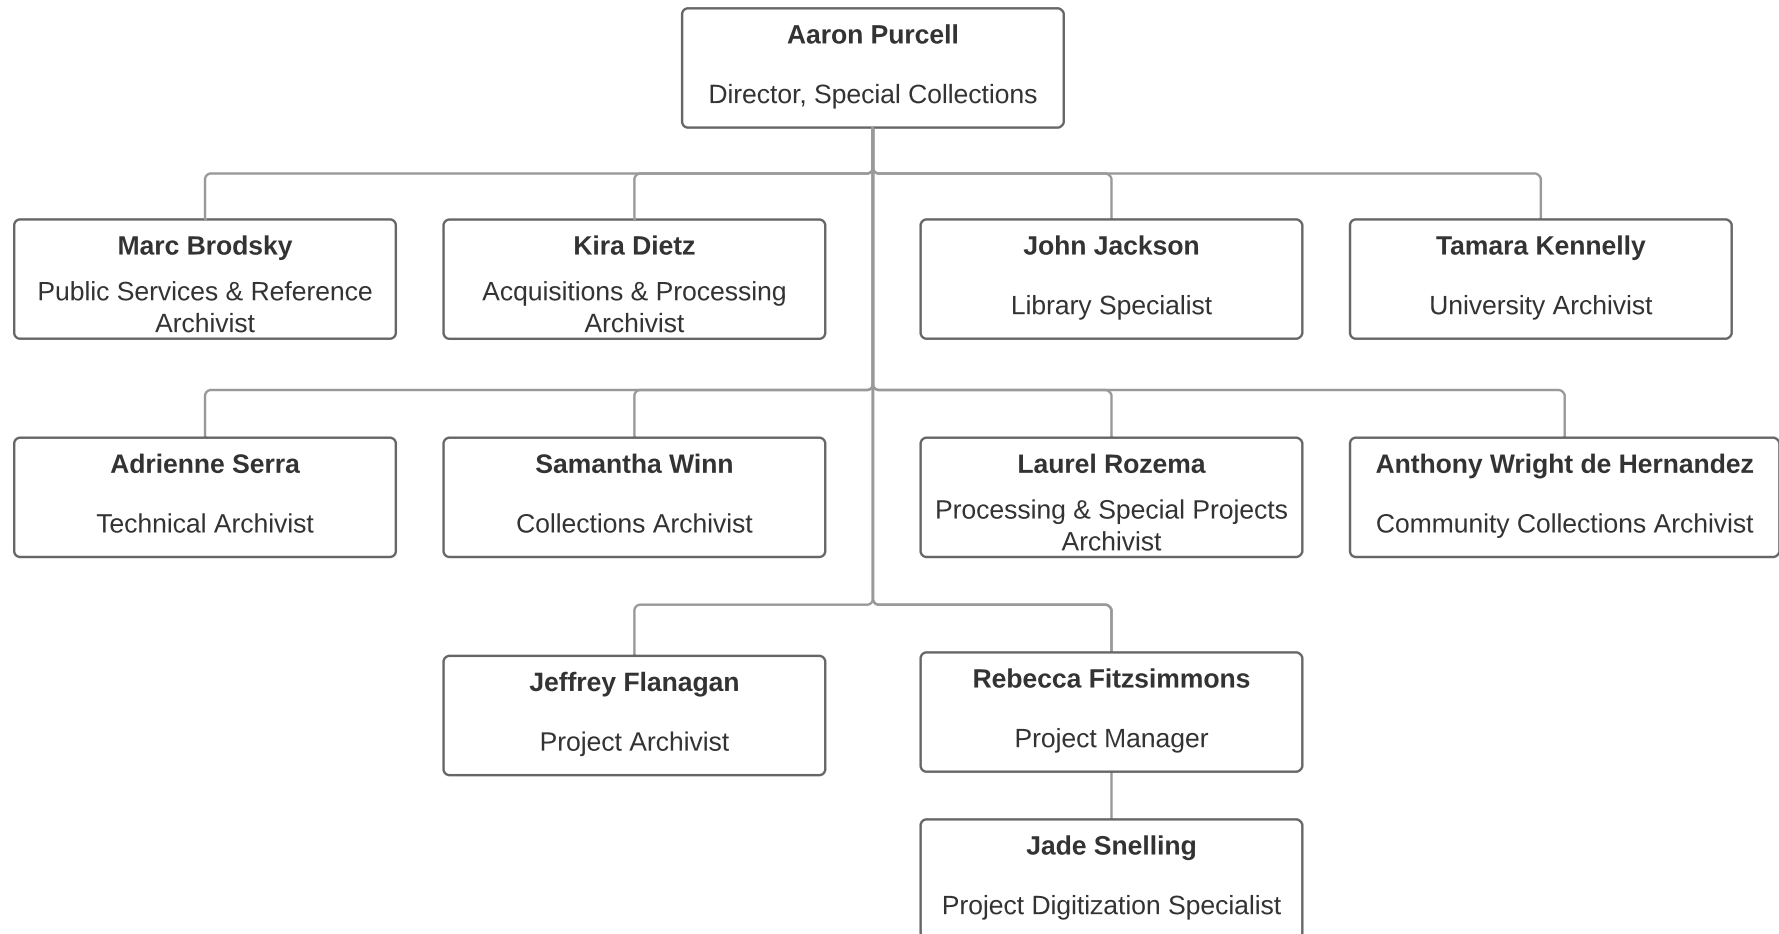 Aaron Purcell
Director, Special Collections
Marc Brodsky
Public Services & Reference
Archivist
Kira Dietz
Acquisitions & Processing
Archivist
John Jackson
Library Specialist
Tamara Kennelly
University Archivist
Adrienne Serra
Technical Archivist
Samantha Winn
Collections Archivist
Laurel Rozema
Processing & Special Projects
Archivist
Anthony Wright de Hernandez
Community Collections Archivist
Jeffrey Flanagan
Project Archivist
Rebecca Fitzsimmons
Project Manager
Jade Snelling
Project Digitization Specialist